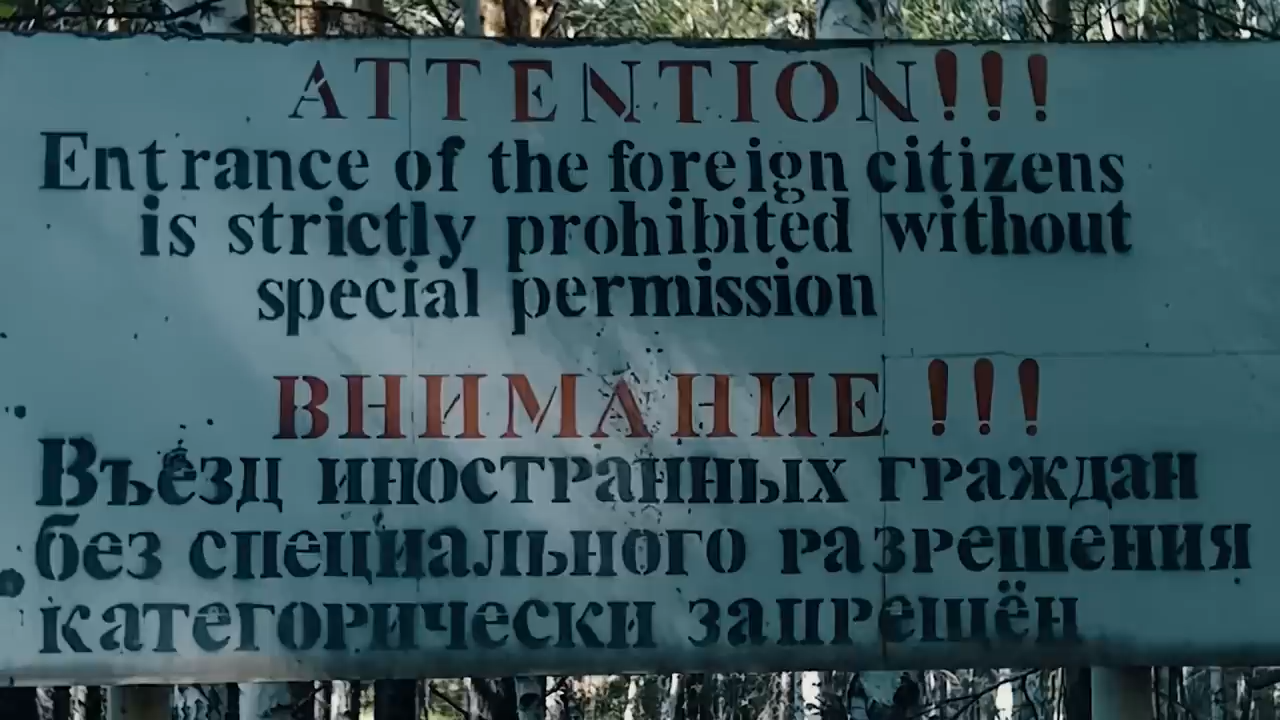 ATTENTION!!!
Entrance of the foreign citizens
is strictly prohibited without
special permission
ВНИМАНИЕ !!!
Въезд иностранных граждан
без специального разрешения
категорически запрещён